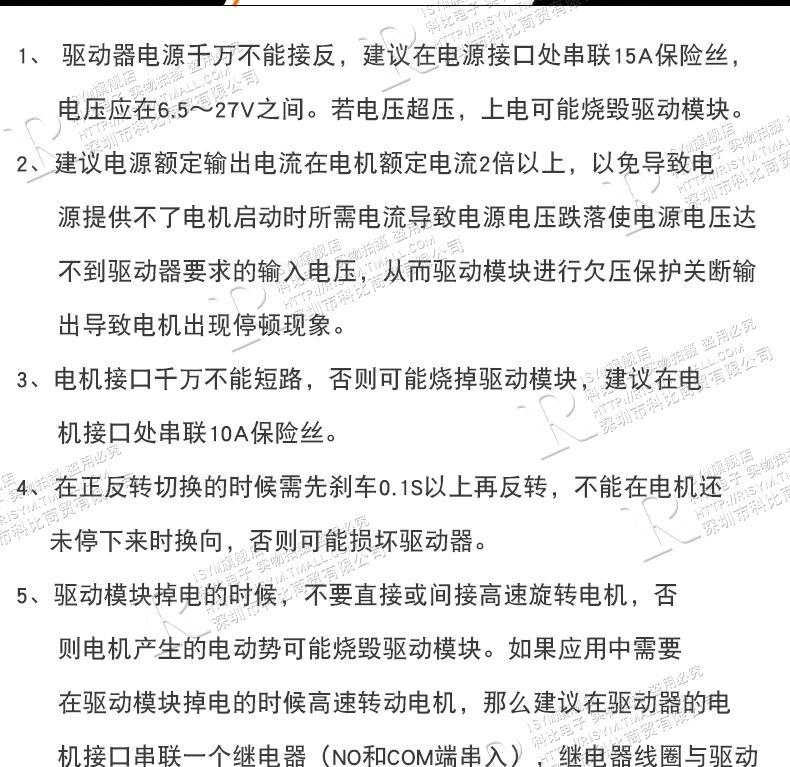 1、 驱动器电源千万不能接反，建议在电源接口处串联15A保险丝，
电压应在6.5～27V之间。若电压超压，上电可能烧毁驱动模块。
2、建议电源额定输出电流在电机额定电流2倍以上，以免导致电
源提供不了电机启动时所需电流导致电源电压跌落使电源电压达
不到驱动器要求的输入电压，从而驱动模块进行欠压保护关断输
出导致电机出现停顿现象。
3、电机接口千万不能短路，否则可能烧掉驱动模块，建议在电
机接口处串联10A保险丝。
4、在正反转切换的时候需先刹车0.1S以上再反转，不能在电机还
未停下来时换向，否则可能损坏驱动器。
5、驱动模块掉电的时候，不要直接或间接高速旋转电机，否
则电机产生的电动势可能烧毁驱动模块。如果应用中需要
在驱动模块掉电的时候高速转动电机，那么建议在驱动器的电
机接口串联一个继电器（NO和COM端串入），继电器线圈与驱动